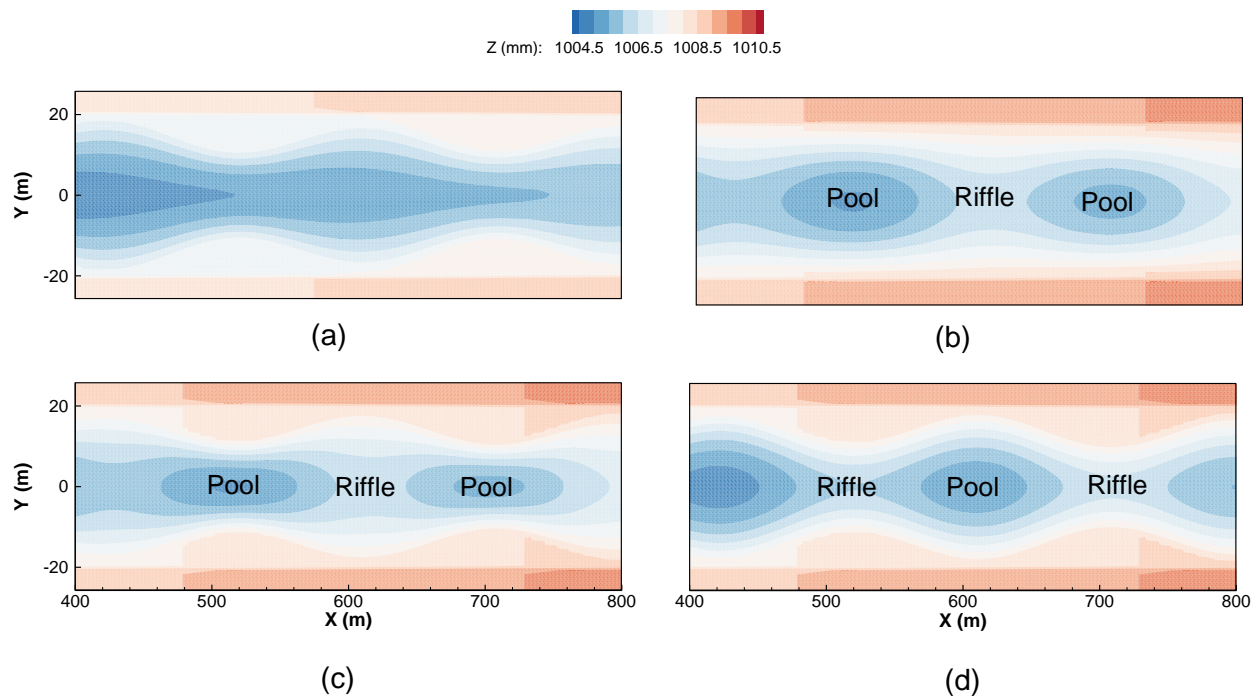 Z (mm): 1004.5 1006.5 1008.5 1010.5
Y (m)
20
0
-20
(a)
Pool
Riffle
Pool
(b)
Y (m)
20
0
-20
Pool
Riffle
Pool
400 500 600 700 800
X (m)
(c)
Riffle
Pool
Riffle
400 500 600 700 800
X (m)
(d)